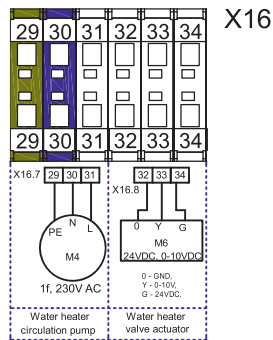 X16
29 30 31 32 33 34
29 30 31 32 33 34
X16.7 29 30 31
32 33 34
X16.8
PE N L
0 Y G
M4
M6
24VDC, 0-10VDC
1f, 230V AC
0 - GND,
Y - 0-10V,
G - 24VDC.
Water heater
circulation pump
Water heater
valve actuator